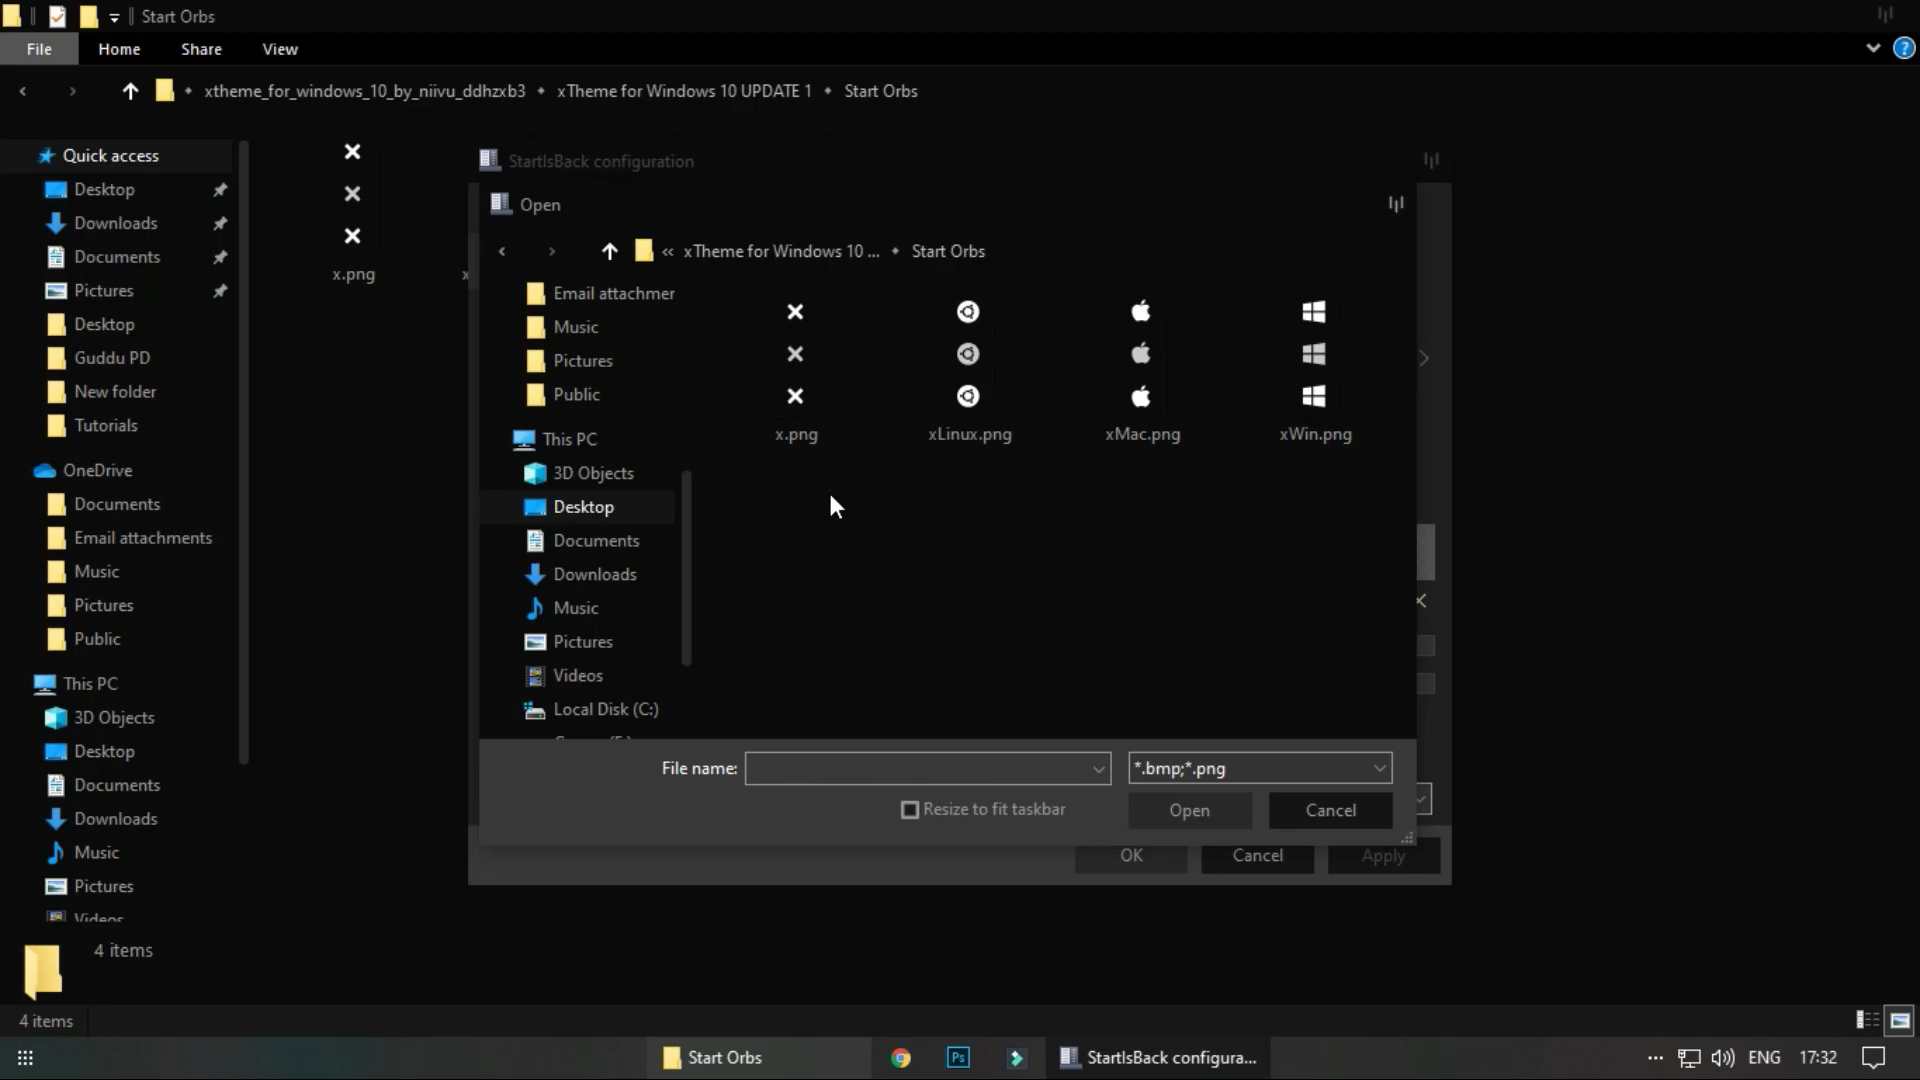 Start Orbs
File Home Share View
xtheme_for_windows_10_by_niivu_ddhzxb3 xTheme for Windows 10 UPDATE 1 Start Orbs
Quick access
Desktop
Downloads
Documents
Pictures
Desktop
Guddu PD
New folder
Tutorials
OneDrive
Documents
Email attachments
Music
Pictures
Public
This PC
3D Objects
Desktop
Documents
Downloads
Music
Pictures
Videos
x.png
x
StartIsBack configuration
Open
« xTheme for Windows 10 ... Start Orbs
Email attachmer
Music
Pictures
Public
This PC
3D Objects
Desktop
Documents
Downloads
Music
Pictures
Videos
Local Disk (C:)
x.png xLinux.png xMac.png xWin.png
File name: *.bmp;*.png
Resize to fit taskbar Open Cancel
OK Cancel Apply
4 items
4 items
Start Orbs Ps StartIsBack configura... ENG 17:32